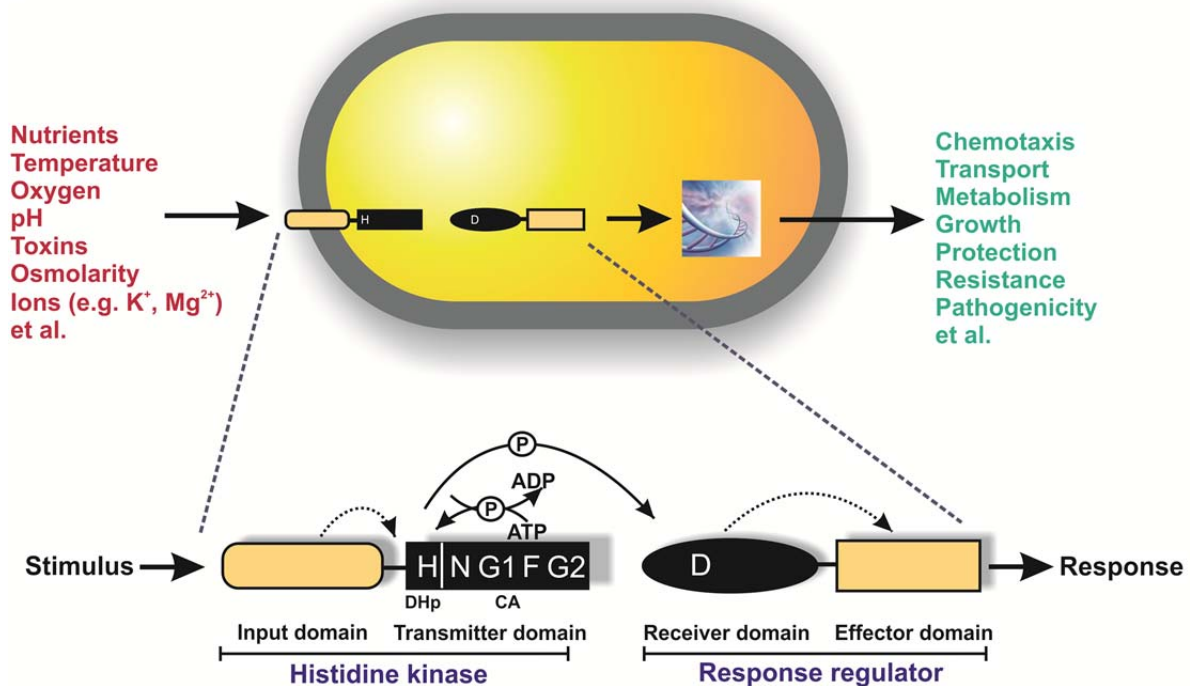 Nutrients
Temperature
Oxygen
pH
Toxins
Osmolarity
Ions (e.g. K⁺, Mg²⁺)
et al.
H
D
Chemotaxis
Transport
Metabolism
Growth
Protection
Resistance
Pathogenicity
et al.
P
ADP
P
ATP
Stimulus
H N G1 F G2
D
Response
DHp CA
Input domain Transmitter domain Receiver domain Effector domain
Histidine kinase Response regulator